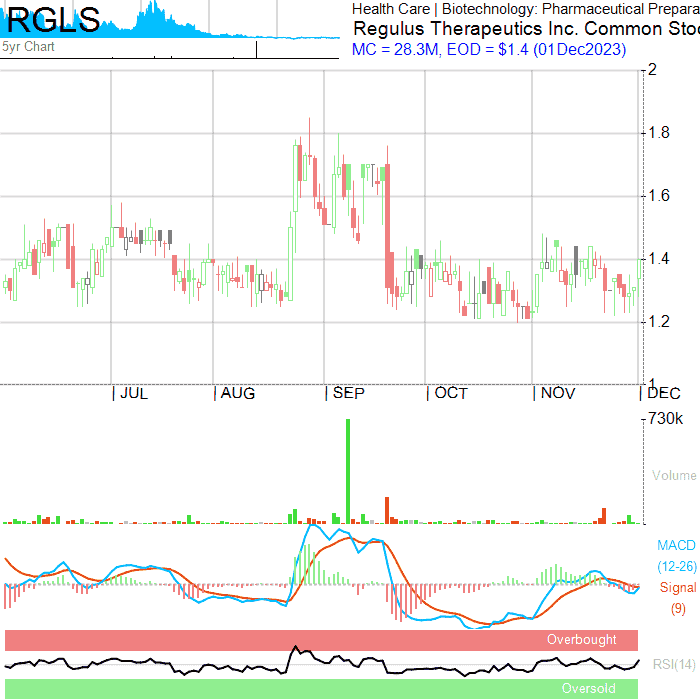 RGLS
5yr Chart
Health Care | Biotechnology: Pharmaceutical Prepara
Regulus Therapeutics Inc. Common Stoc
MC = 28.3M, EOD = $1.4 (01Dec2023)
2
1.8
1.6
1.4
1.2
1
JUL
AUG
SEP
OCT
NOV
DEC
730k
Volume
MACD
(12-26)
Signal
(9)
Overbought
RSI(14)
Oversold